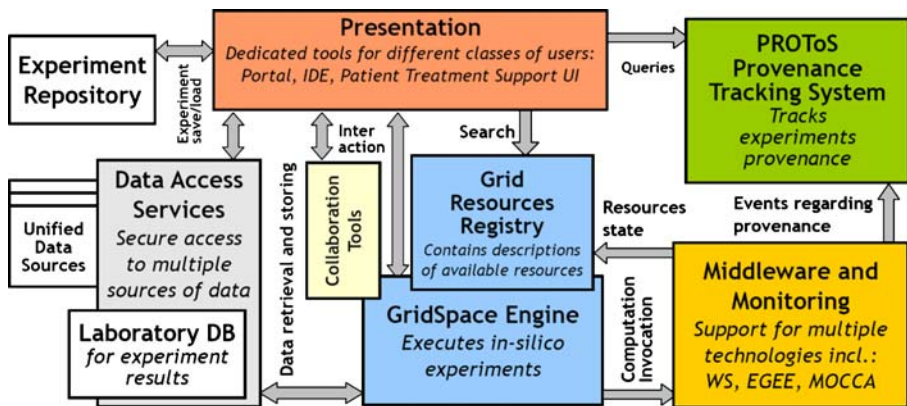 Presentation
Dedicated tools for different classes of users:
Portal, IDE, Patient Treatment Support UI
Experiment
Repository
Experiment
save/load
PROToS
Provenance
Tracking System
Tracks
experiments
provenance
Queries
Inter
action
Search
Data Access
Services
Secure access
to multiple
sources of data
Unified
Data
Sources
Laboratory DB
for experiment
results
Data retrieval and storing
Collaboration
Tools
Grid
Resources
Registry
Contains descriptions
of available resources
Resources
state
Events regarding
provenance
GridSpace Engine
Executes in-silico
experiments
Computation
Invocation
Middleware and
Monitoring
Support for multiple
technologies incl.:
WS, EGEE, MOCCA